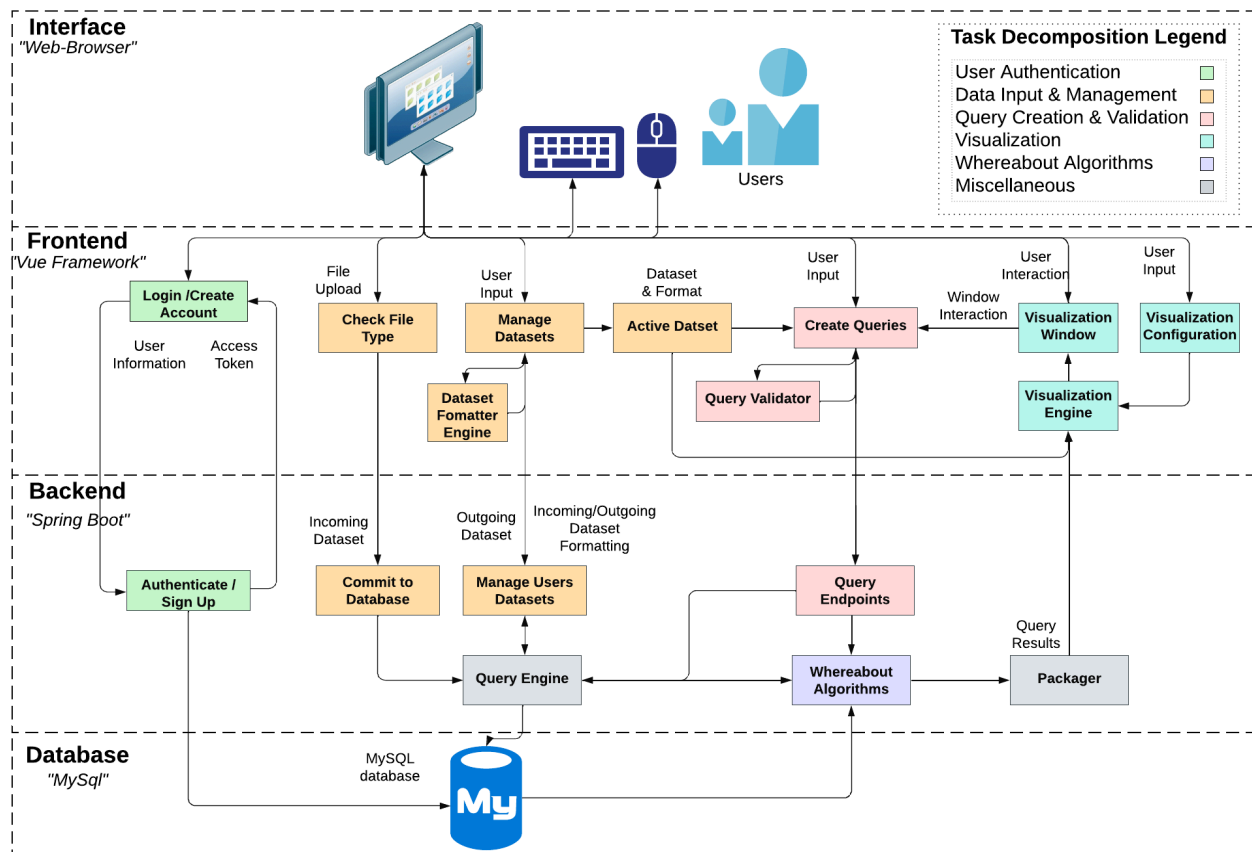 Interface
"Web-Browser"
Users
Task Decomposition Legend
User Authentication
Data Input & Management
Query Creation & Validation
Visualization
Whereabout Algorithms
Miscellaneous
Frontend
"Vue Framework"
Login /Create
Account
User
Information
Access
Token
File
Upload
Check File
Type
User
Input
Manage
Datasets
Dataset
Fomatter
Engine
Dataset
& Format
Active Datset
User
Input
Create Queries
Query Validator
Window
Interaction
User
Interaction
Visualization
Window
User
Input
Visualization
Configuration
Visualization
Engine
Backend
"Spring Boot"
Authenticate /
Sign Up
Incoming
Dataset
Commit to
Database
Outgoing
Dataset
Incoming/Outgoing
Dataset
Formatting
Manage Users
Datasets
Query Engine
Query
Endpoints
Whereabout
Algorithms
Query
Results
Packager
Database
"MySql"
MySQL
database
My